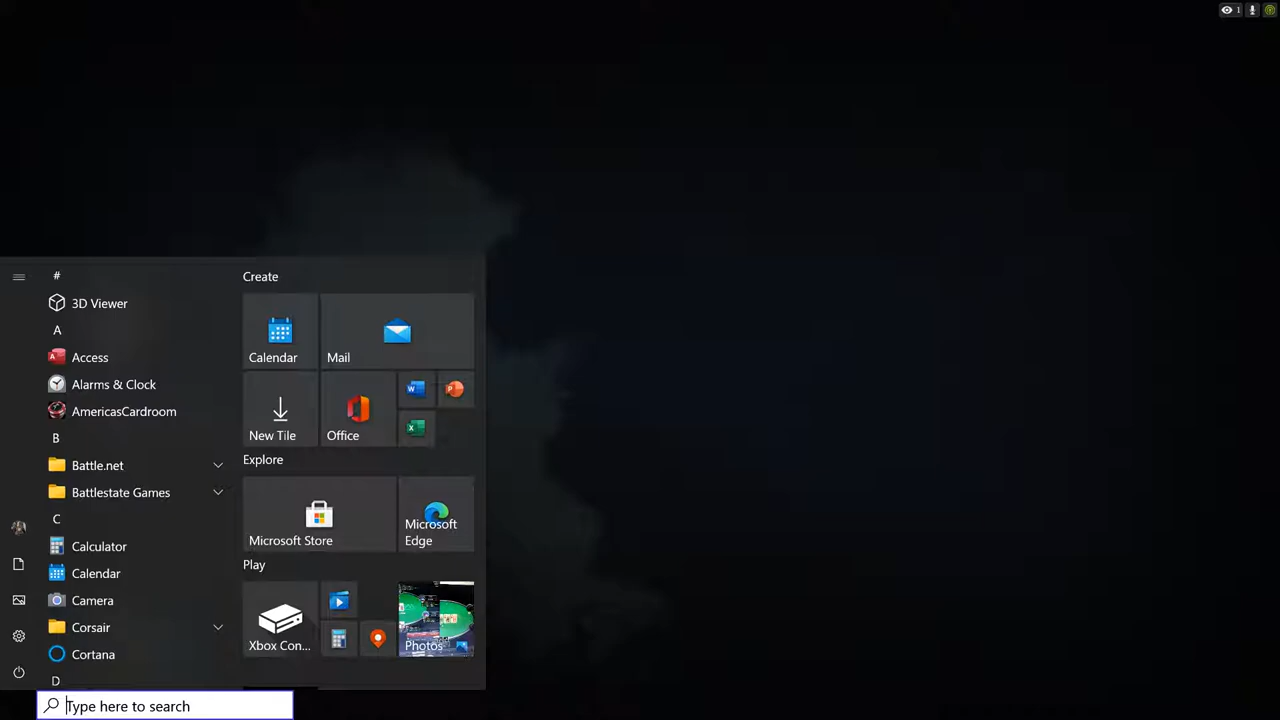 1
#
3D Viewer
A
Access
Alarms & Clock
AmericasCardroom
B
Battle.net
Battlestate Games
C
Calculator
Calendar
Camera
Corsair
Cortana
D
Create
Calendar
Mail
New Tile
Office
Explore
Microsoft Store
Microsoft
Edge
Play
Xbox Con...
Photos
Type here to search